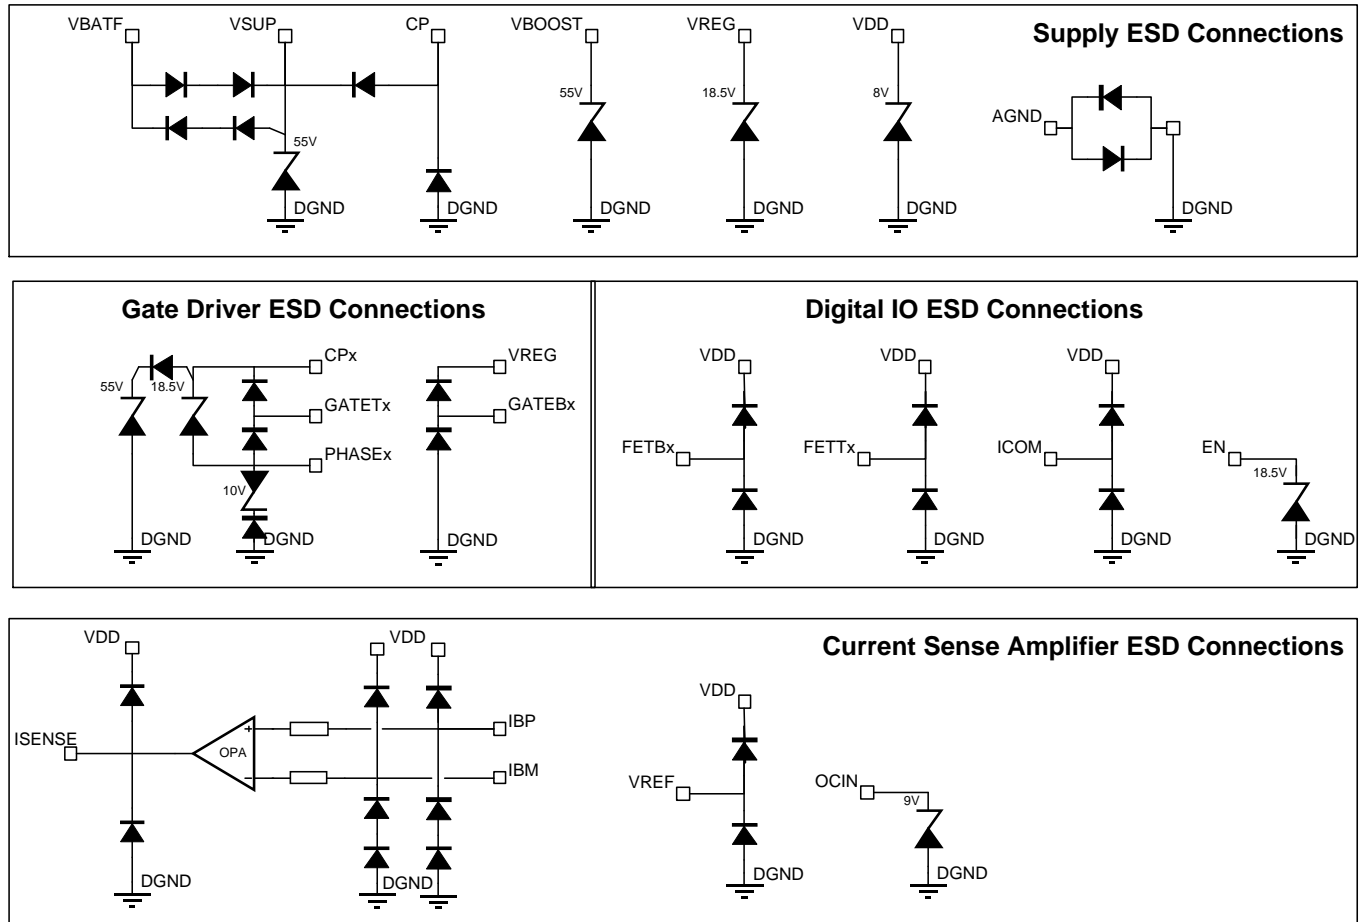 VBATF VSUP CP VBOOST VREG VDD Supply ESD Connections
55V 18.5V 8V
AGND
55V
DGND DGND DGND DGND DGND DGND
Gate Driver ESD Connections
CPx VREG
55V 18.5V
GATETx GATEBx
PHASEx
10V
DGND DGND DGND
Digital IO ESD Connections
VDD VDD VDD
FETBx FETTx ICOM EN
18.5V
DGND DGND DGND DGND
VDD VDD Current Sense Amplifier ESD Connections
VDD
IBP
ISENSE + OPA
- IBM
VREF OCIN
9V
DGND DGND DGND DGND